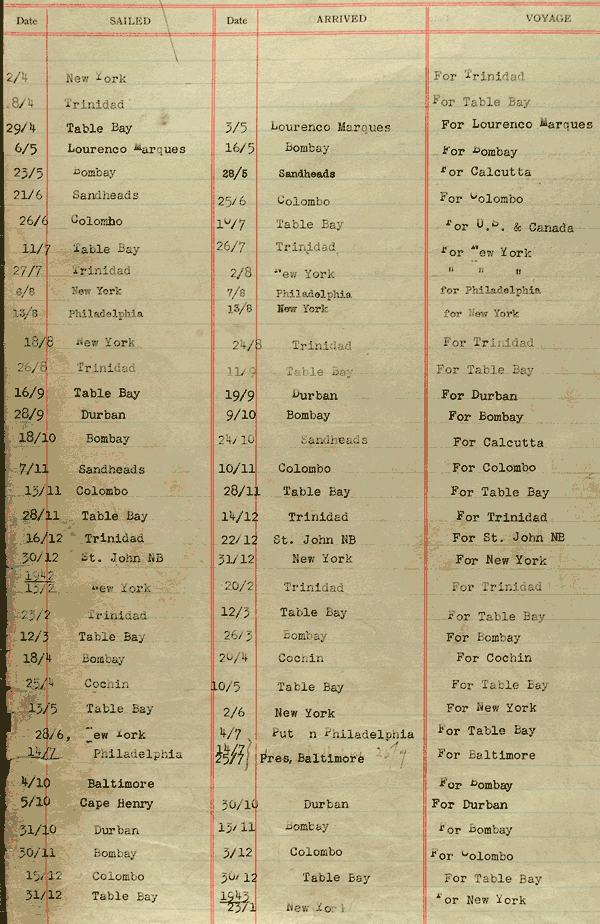 Date SAILED Date ARRIVED VOYAGE
2/4 New York For Trinidad
8/4 Trinidad For Table Bay
29/4 Table Bay 3/5 Lourenco Marques For Lourenco Marques
6/5 Lourenco Marques 16/5 Bombay For Bombay
23/5 Bombay 28/5 Sandheads For Calcutta
21/6 Sandheads 25/6 Colombo For Colombo
26/6 Colombo 10/7 Table Bay For U.S. & Canada
11/7 Table Bay 26/7 Trinidad For New York
27/7 Trinidad 2/8 New York " " "
6/8 New York 7/8 Philadelphia for Philadelphia
13/8 Philadelphia 13/8 New York for New York
18/8 New York 24/8 Trinidad For Trinidad
26/8 Trinidad 11/9 Table Bay For Table Bay
16/9 Table Bay 19/9 Durban For Durban
28/9 Durban 9/10 Bombay For Bombay
18/10 Bombay 24/10 Sandheads For Calcutta
7/11 Sandheads 10/11 Colombo For Colombo
13/11 Colombo 28/11 Table Bay For Table Bay
28/11 Table Bay 14/12 Trinidad For Trinidad
16/12 Trinidad 22/12 St. John NB For St. John NB
30/12 St. John NB 31/12 New York For New York
1942
13/2 New York 20/2 Trinidad For Trinidad
23/2 Trinidad 12/3 Table Bay For Table Bay
12/3 Table Bay 26/3 Bombay For Bombay
18/4 Bombay 20/4 Cochin For Cochin
25/4 Cochin 10/5 Table Bay For Table Bay
13/5 Table Bay 2/6 New York For New York
28/6, New York 4/7 Put n Philadelphia For Table Bay
14/7 Philadelphia 14/7 25/7 Pres, Baltimore For Baltimore
4/10 Baltimore For Bombay
5/10 Cape Henry 30/10 Durban For Durban
31/10 Durban 13/11 Bombay For Bombay
30/11 Bombay 3/12 Colombo For Colombo
15/12 Colombo 30/12 Table Bay For Table Bay
31/12 Table Bay 1943 23/1 New York For New York